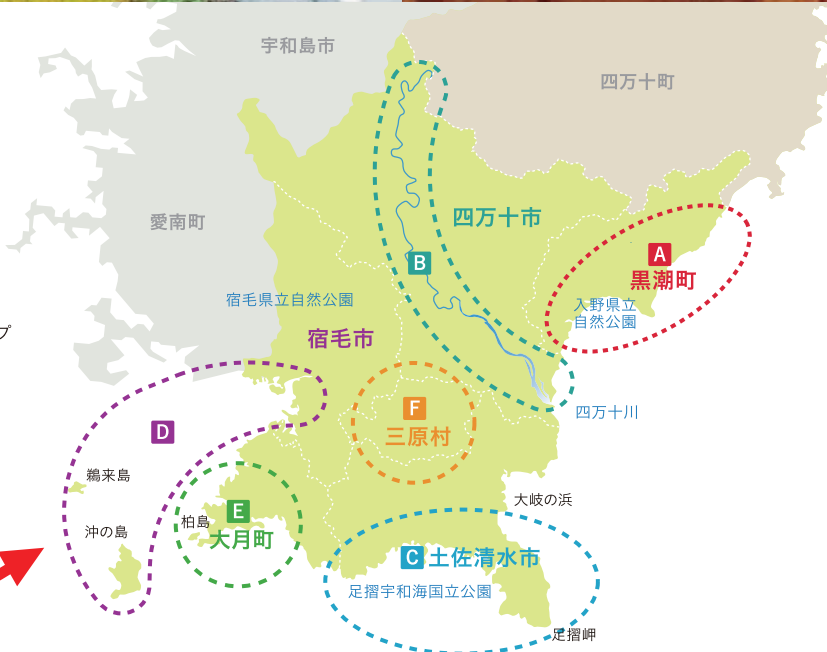 宇和島市
四万十町
愛南町
四万十市
B
A
黒潮町
入野県立
自然公園
宿毛県立自然公園
プ
宿毛市
F
三原村
四万十川
D
鵜来島
沖の島
柏島
E
大月町
大岐の浜
C 土佐清水市
足摺宇和海国立公園
足摺岬